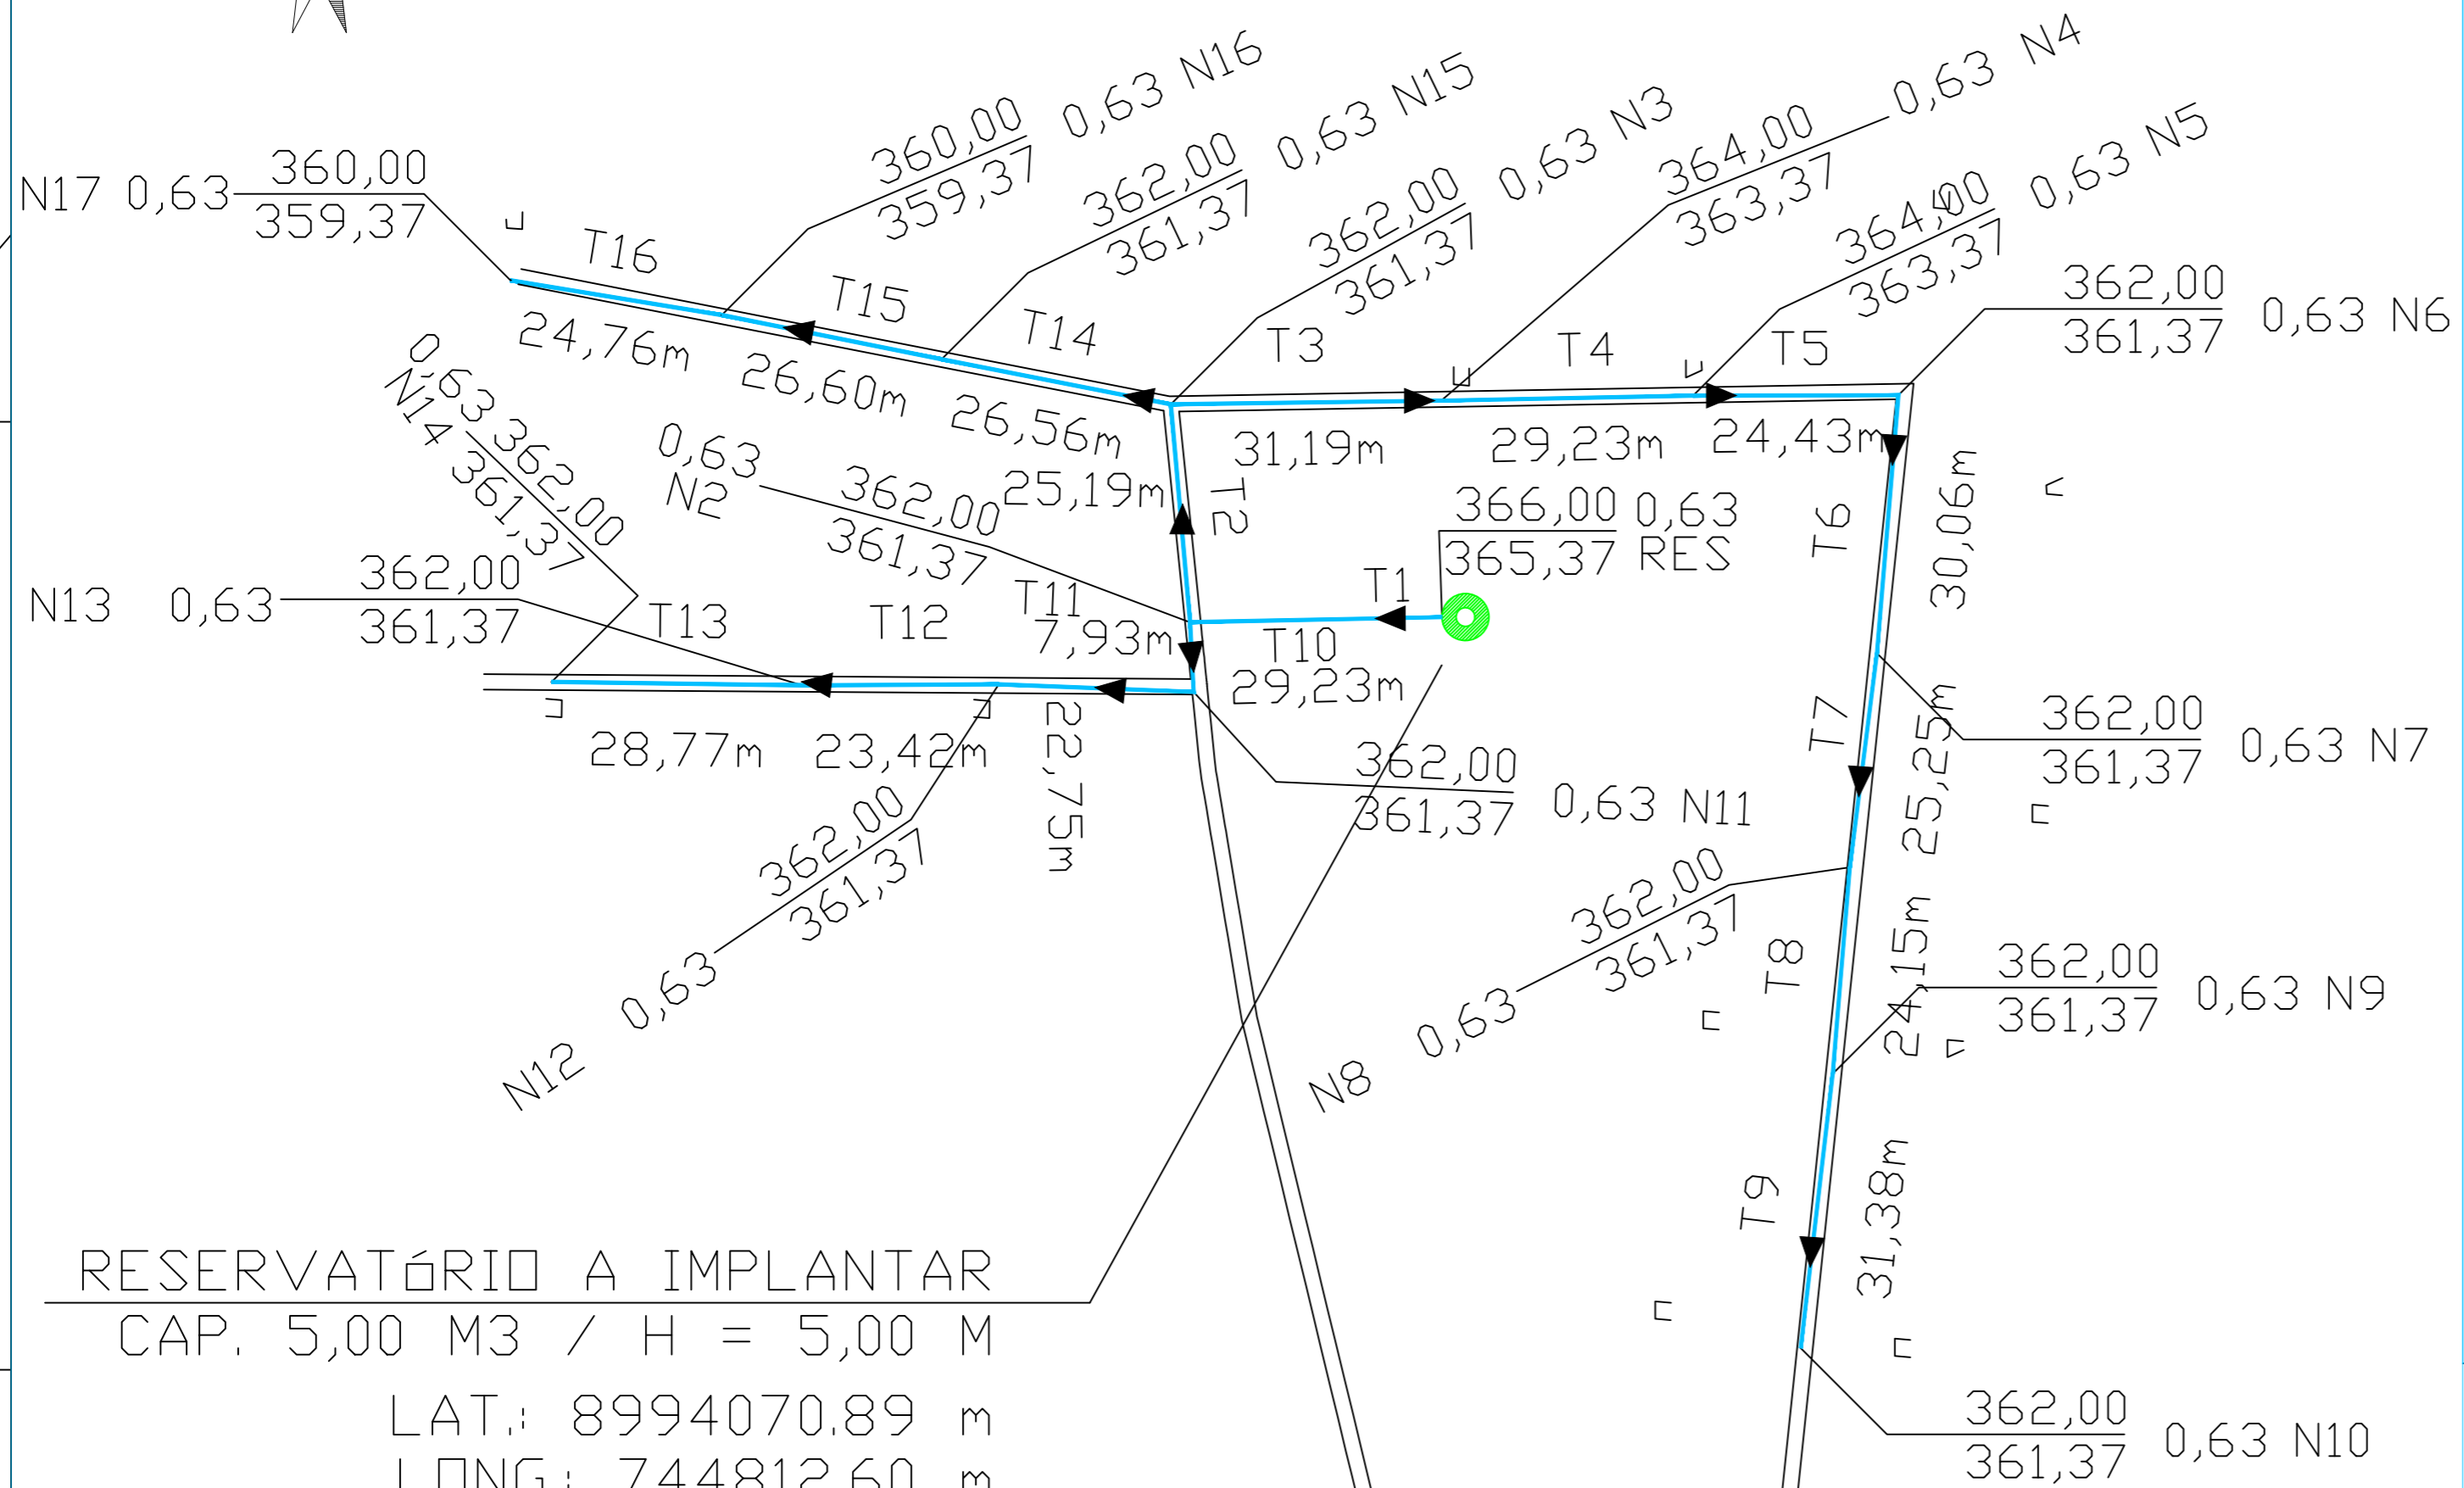 360,00 0,63 N16
359,37
362,00 0,63 N15
361,37
362,00 0,63 N3
361,37
364,00 0,63 N4
363,37
364,00 0,63 N5
363,37
N17 0,63 360,00
359,37
362,00 0,63 N6
361,37
T16
T15
T14
T3
T4
T5
24,76m
26,60m
26,56m
31,19m
29,23m
24,43m
0,63 362,00
N14 361,37
0,63 362,00
N2 361,37
25,19m
T2
366,00 0,63
365,37 RES
T6
30,06m
N13 0,63 362,00
361,37
T13
T12
T11
7,93m
T1
T10
29,23m
28,77m
23,42m
22,75m
362,00 0,63 N11
361,37
T7
25,25m
362,00 0,63 N7
361,37
N12 0,63 362,00
361,37
N8 0,63 362,00
361,37
T8
24,15m
362,00 0,63 N9
361,37
T9
31,38m
RESERVATóRIO A IMPLANTAR
CAP. 5,00 M3 / H = 5,00 M
LAT.: 8994070.89 m
LONG: 744812.60 m
362,00 0,63 N10
361,37